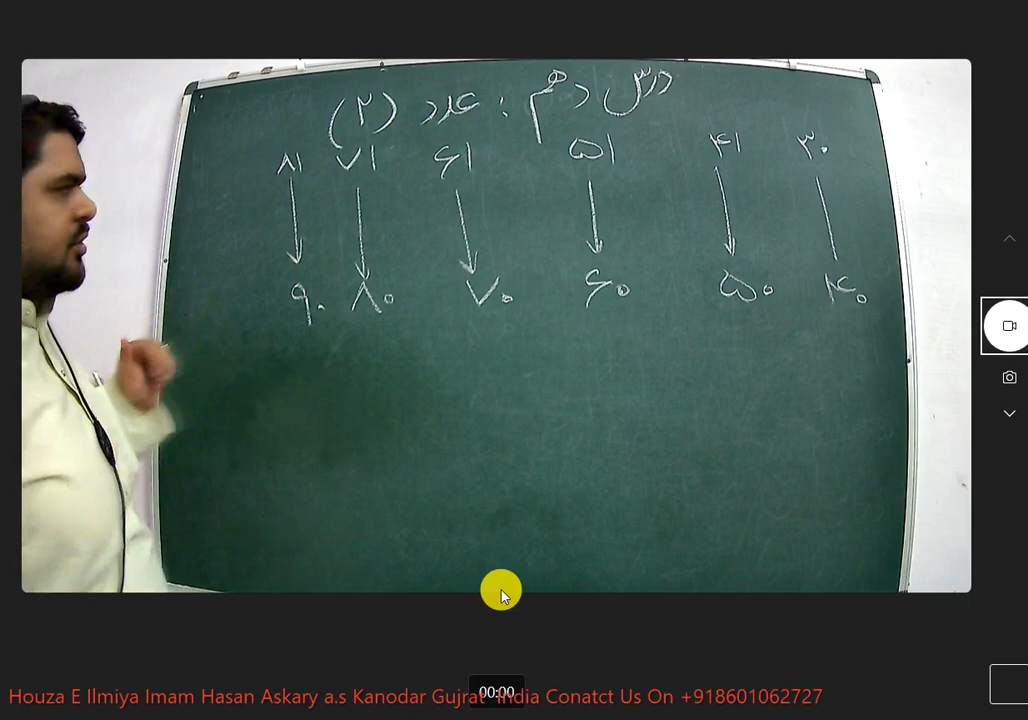 درس دهم : عدد (۲)
۳۰ ۴۱ ۵۱ ۶۱ ۷۱ ۸۱
۴۰ ۵۰ ۶۰ ۷۰ ۸۰ ۹۰
00:00
Houza E Ilmiya Imam Hasan Askary a.s Kanodar Gujrat India Conatct Us On +918601062727